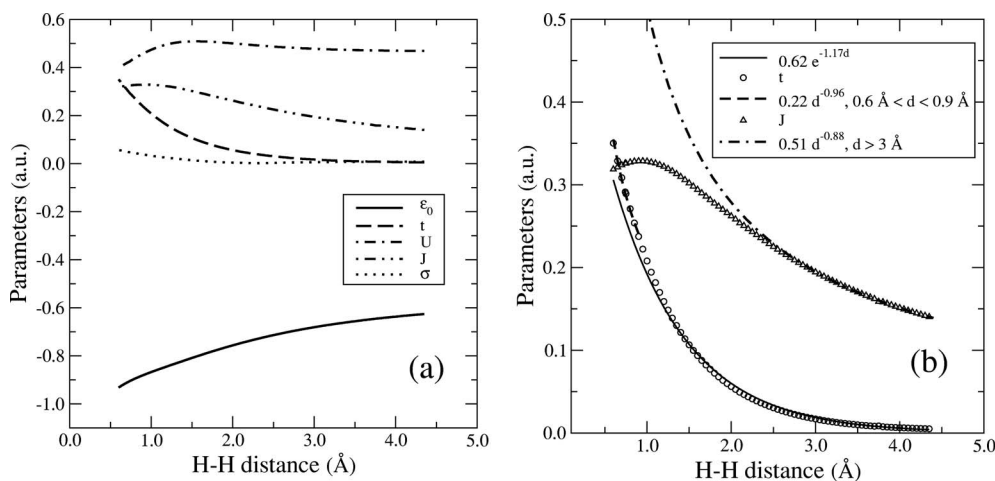 0.6
0.4
0.2
0.0
-0.2
-0.4
-0.6
-0.8
-1.0
Parameters (a.u.)
ε₀
t
U
J
σ
(a)
0.0 1.0 2.0 3.0 4.0 5.0
H-H distance (Å)
0.5
0.4
0.3
0.2
0.1
0.0
Parameters (a.u.)
0.62 e^-1.17d
t
0.22 d^-0.96, 0.6 Å < d < 0.9 Å
J
0.51 d^-0.88, d > 3 Å
(b)
1.0 2.0 3.0 4.0 5.0
H-H distance (Å)